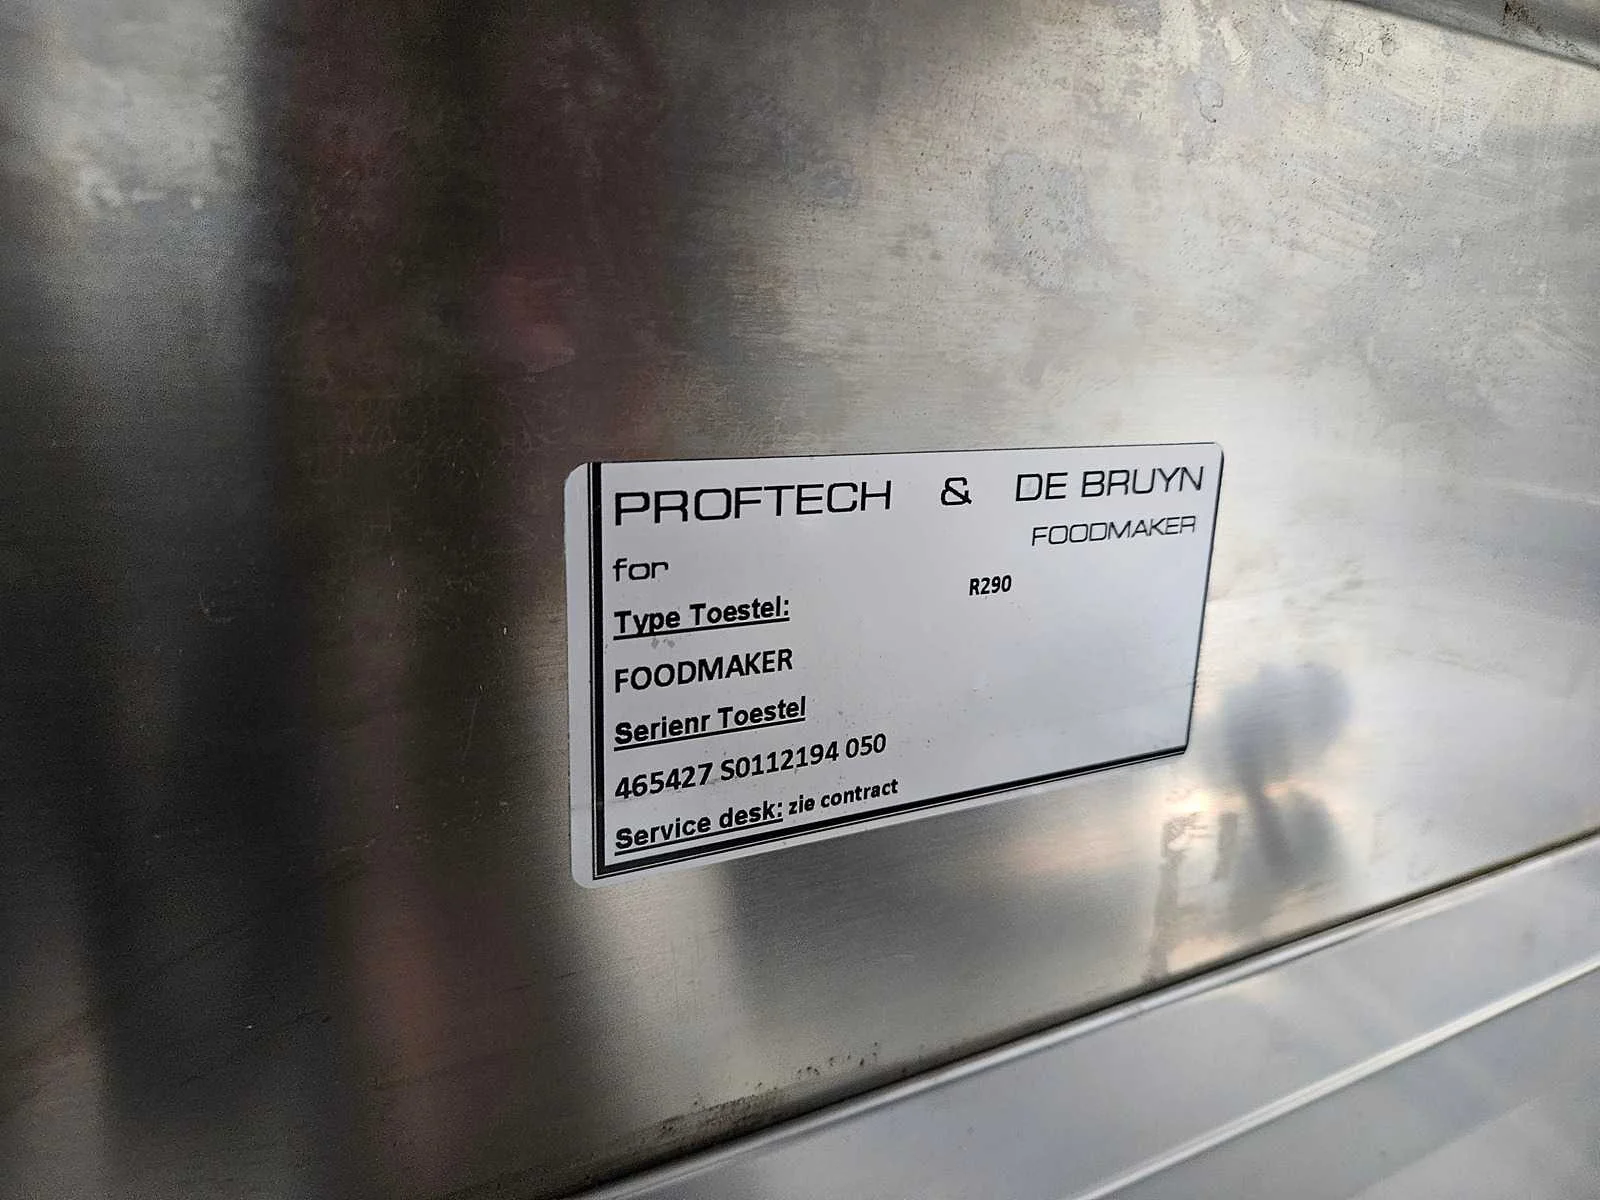 PROFTECH & DE BRUYN
FOODMAKER
for
R290
Type Toestel:
FOODMAKER
Serienr Toestel
465427 S0112194 050
Service desk: zie contract